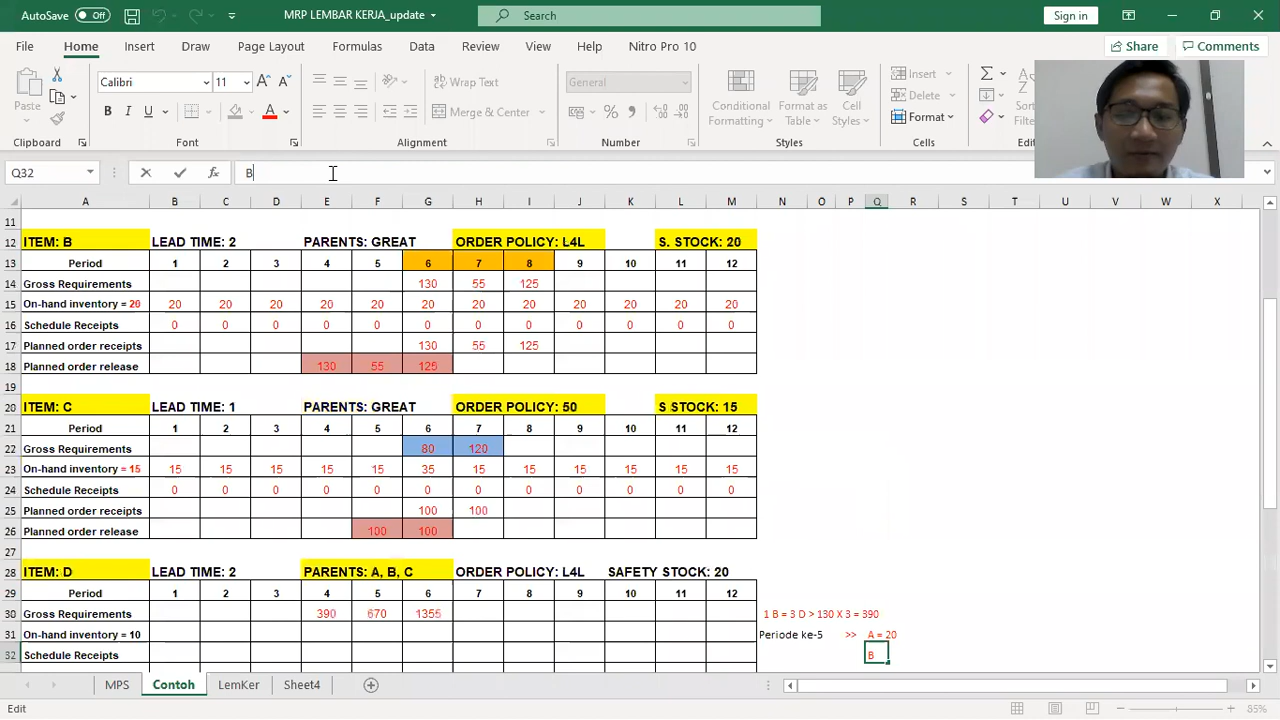 AutoSave Off MRP LEMBAR KERJA_update Search Sign in
File Home Insert Draw Page Layout Formulas Data Review View Help Nitro Pro 10 Share Comments
Paste Calibri 11 A A Wrap Text General Conditional Formatting Format as Table Cell Styles Insert Delete Format
B I U Merge & Center % Sor
Clipboard Font Alignment Number Styles
Q32 fx B
A B C D E F G H I J K L M N O P Q R S T U V W X
11
12 ITEM: B LEAD TIME: 2 PARENTS: GREAT ORDER POLICY: L4L S. STOCK: 20
13 Period 1 2 3 4 5 6 7 8 9 10 11 12
14 Gross Requirements 130 55 125
15 On-hand inventory = 20 20 20 20 20 20 20 20 20 20 20 20 20
16 Schedule Receipts 0 0 0 0 0 0 0 0 0 0 0 0
17 Planned order receipts 130 55 125
18 Planned order release 130 55 125
19
20 ITEM: C LEAD TIME: 1 PARENTS: GREAT ORDER POLICY: 50 S STOCK: 15
21 Period 1 2 3 4 5 6 7 8 9 10 11 12
22 Gross Requirements 80 120
23 On-hand inventory = 15 15 15 15 15 15 35 15 15 15 15 15 15
24 Schedule Receipts 0 0 0 0 0 0 0 0 0 0 0 0
25 Planned order receipts 100 100
26 Planned order release 100 100
27
28 ITEM: D LEAD TIME: 2 PARENTS: A, B, C ORDER POLICY: L4L SAFETY STOCK: 20
29 Period 1 2 3 4 5 6 7 8 9 10 11 12
30 Gross Requirements 390 670 1355 1 B = 3 D > 130 X 3 = 390
31 On-hand inventory = 10 Periode ke-5 >> A = 20
32 Schedule Receipts B
MPS Contoh LemKer Sheet4
Edit 85%